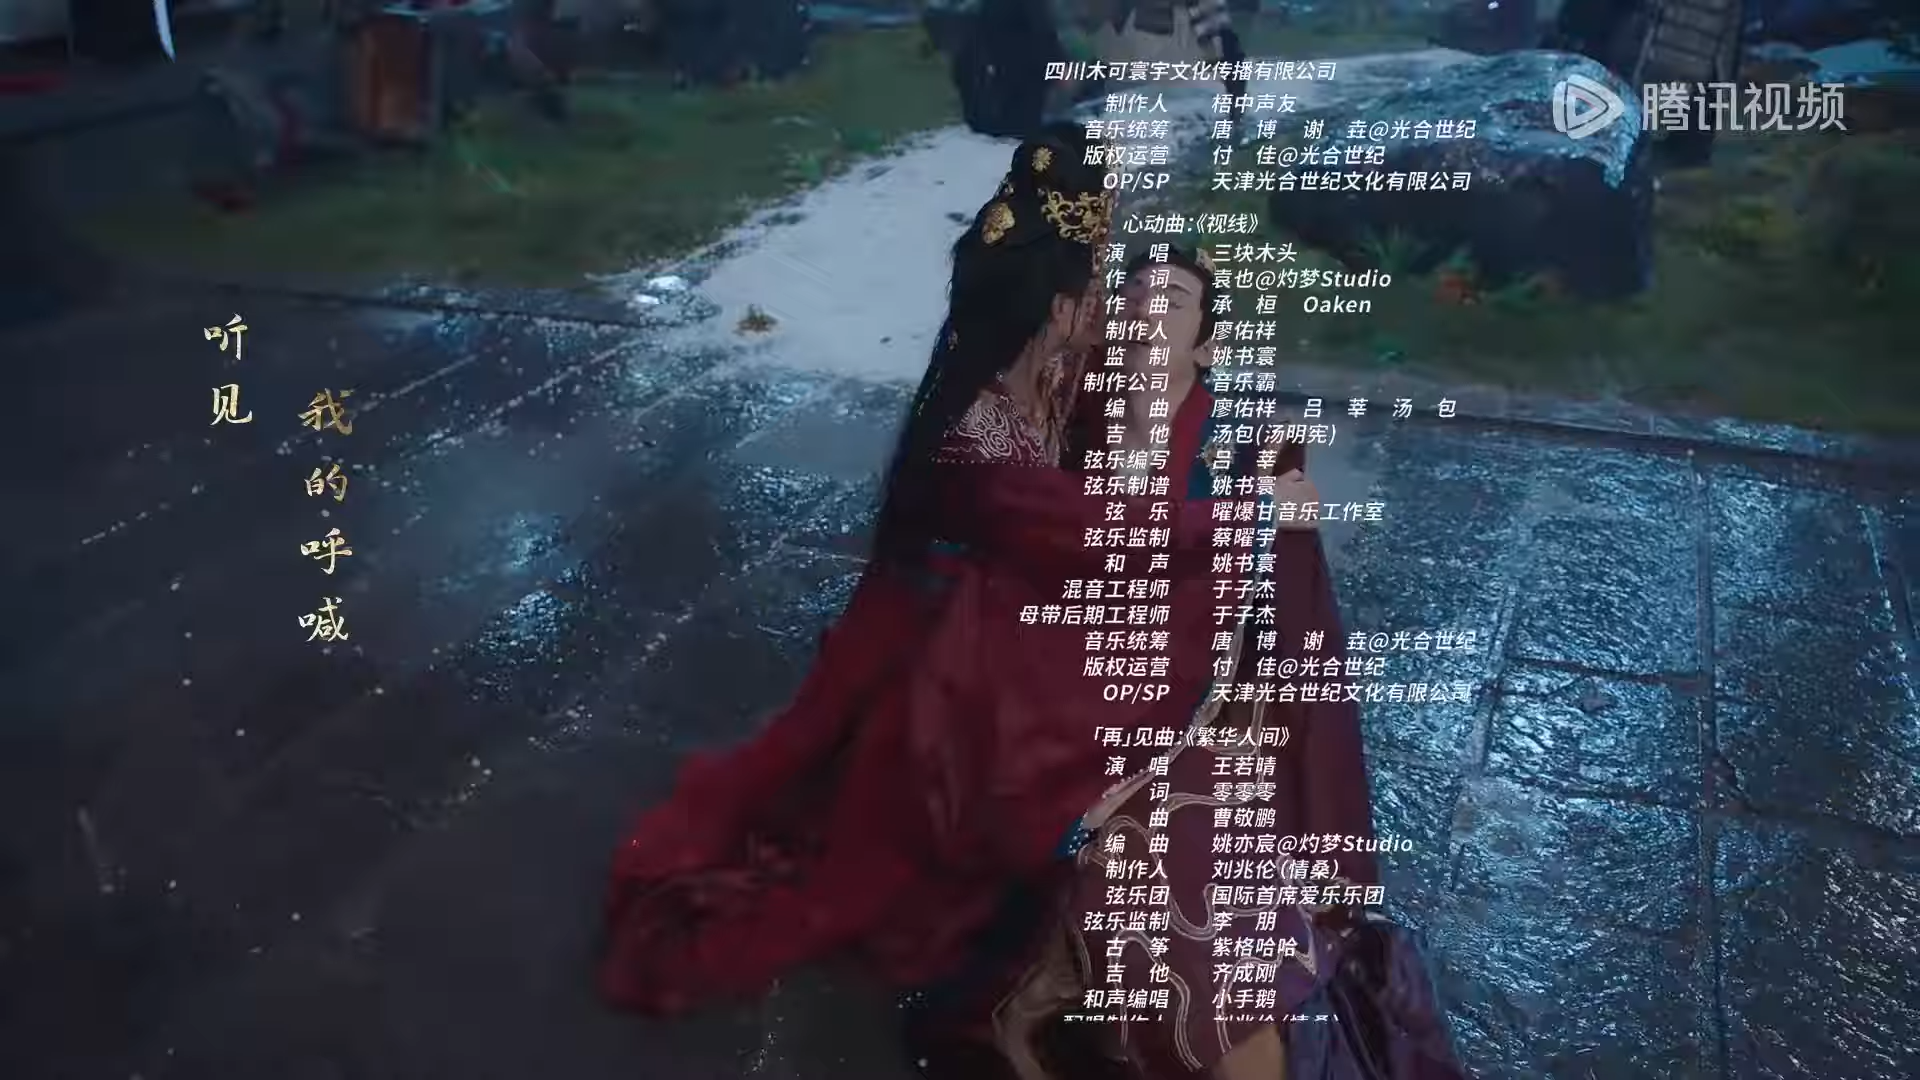 四川木可寰宇文化传播有限公司
制作人 梧中声友
音乐统筹 唐 博 谢 垚@光合世纪
版权运营 付 佳@光合世纪
OP/SP 天津光合世纪文化有限公司
心动曲:《视线》
演 唱 三块木头
作 词 袁也@灼梦Studio
作 曲 承 桓 Oaken
制作人 廖佑祥
监 制 姚书寰
制作公司 音乐霸
编 曲 廖佑祥 吕 莘 汤 包
吉 他 汤包(汤明宪)
弦乐编写 吕 莘
弦乐制谱 姚书寰
弦 乐 曜爆甘音乐工作室
弦乐监制 蔡曜宇
和 声 姚书寰
混音工程师 于子杰
母带后期工程师 于子杰
音乐统筹 唐 博 谢 垚@光合世纪
版权运营 付 佳@光合世纪
OP/SP 天津光合世纪文化有限公司
「再」见曲:《繁华人间》
演 唱 王若晴
词 零零零
曲 曹敬鹏
编 曲 姚亦宸@灼梦Studio
制作人 刘兆伦(情桑)
弦乐团 国际首席爱乐乐团
弦乐监制 李 朋
古 筝 紫格哈哈
吉 他 齐成刚
和声编唱 小手鹅
腾讯视频
听见
我的呼喊